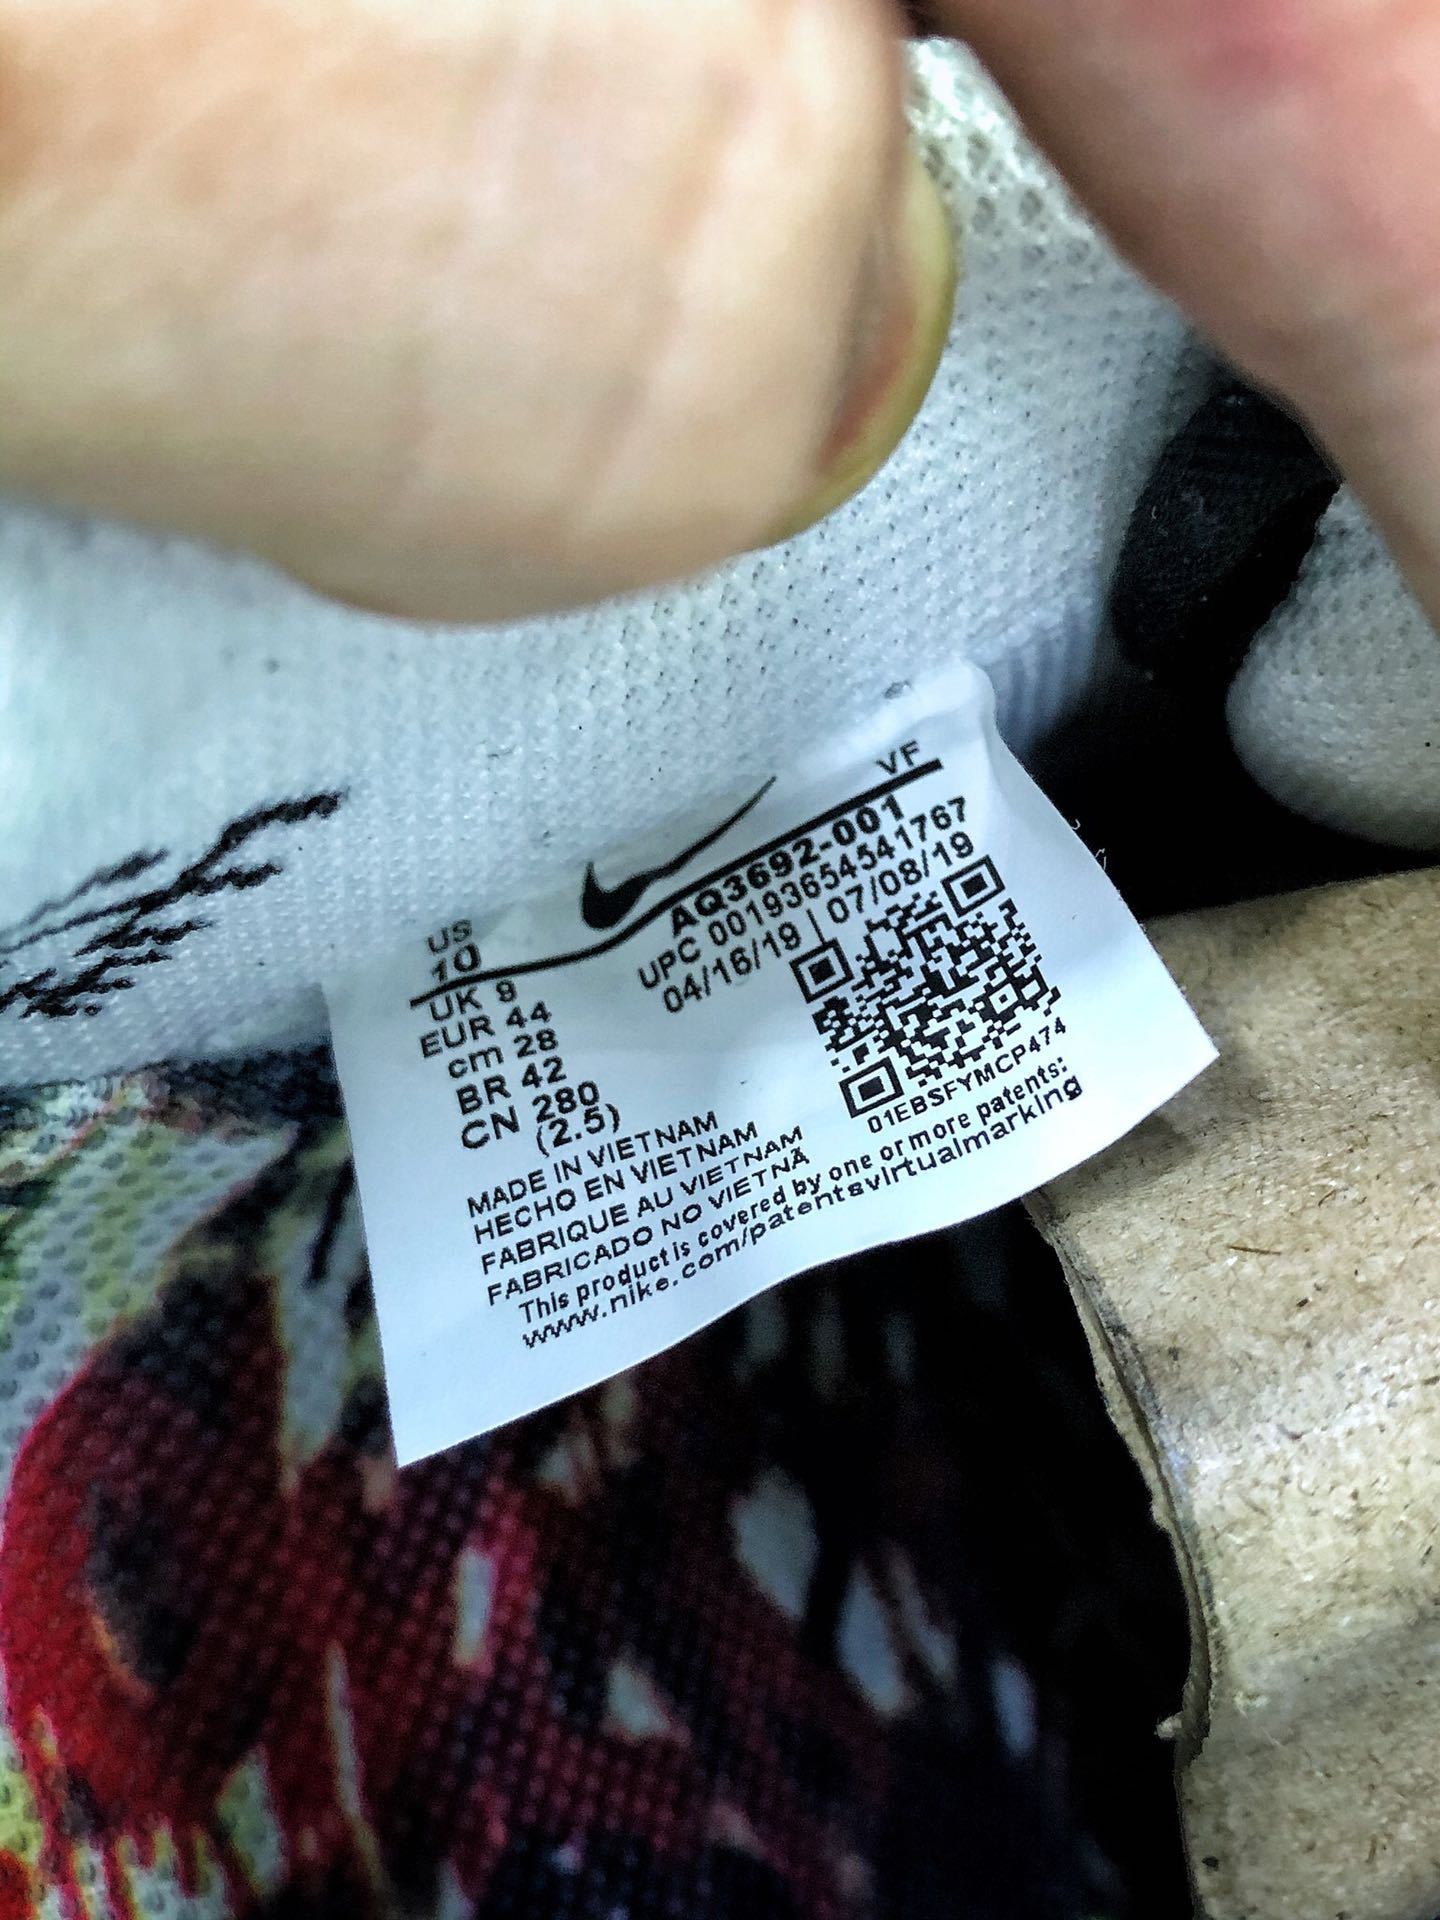 VF
AQ3692-001
UPC 00193654541767
04/16/19 | 07/08/19
US
10
UK 9
EUR 44
cm 28
BR 42
CN 280
(2.5)
01EBSFYMCP474
MADE IN VIETNAM
HECHO EN VIETNAM
FABRIQUE AU VIETNAM
FABRICADO NO VIETNÃ
This product is covered by one or more patents:
www.nike.com/patentsvirtualmarking